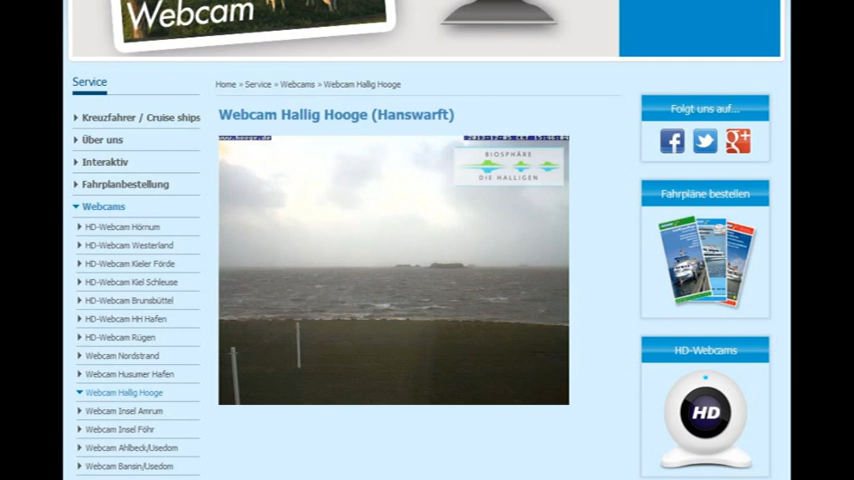 Webcam
Service
Kreuzfahrer / Cruise ships
Über uns
Interaktiv
Fahrplanbestellung
Webcams
HD-Webcam Hörnum
HD-Webcam Westerland
HD-Webcam Kieler Förde
HD-Webcam Kiel Schleuse
HD-Webcam Brunsbüttel
HD-Webcam HH Hafen
HD-Webcam Rügen
Webcam Nordstrand
Webcam Husumer Hafen
Webcam Hallig Hooge
Webcam Insel Amrum
Webcam Insel Föhr
Webcam Ahlbeck/Usedom
Webcam Bansin/Usedom
Home » Service » Webcams » Webcam Hallig Hooge
Webcam Hallig Hooge (Hanswarft)
BIOSPHÄRE
DIE HALLIGEN
Folgt uns auf...
Fahrpläne bestellen
HD-Webcams
HD